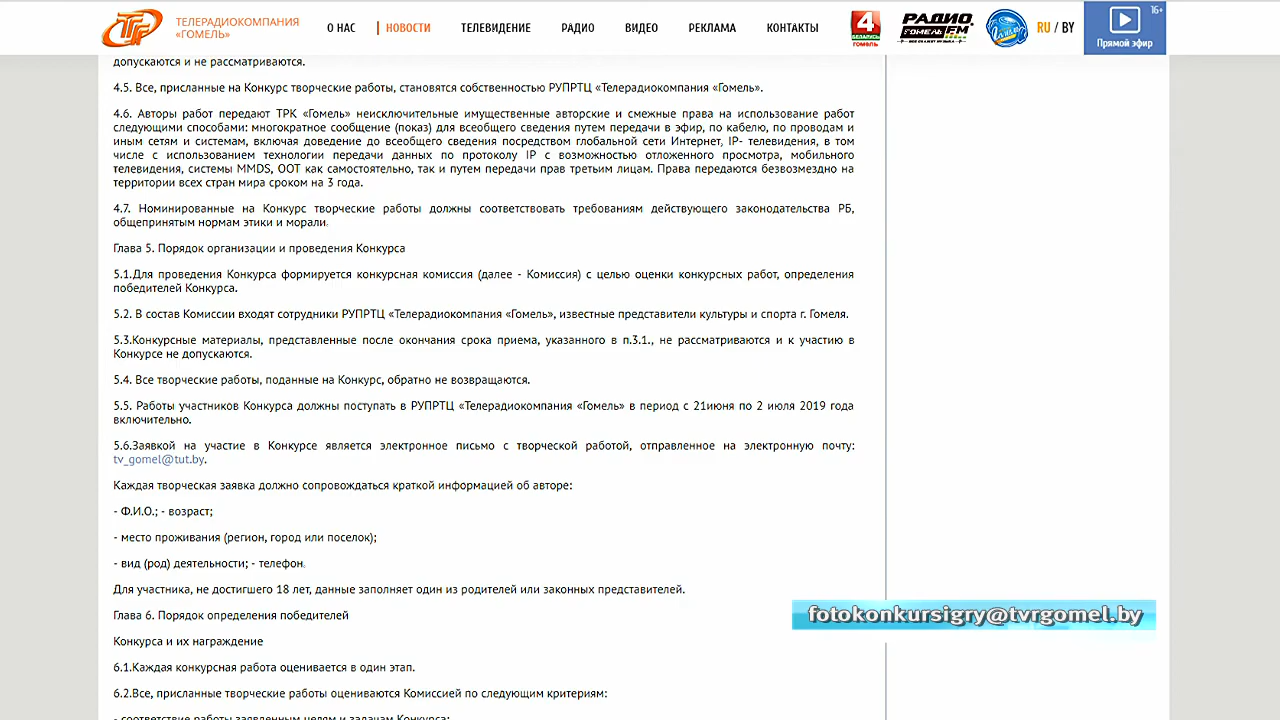 ТЕЛЕРАДИОКОМПАНИЯ
«ГОМЕЛЬ»
О НАС
НОВОСТИ
ТЕЛЕВИДЕНИЕ
РАДИО
ВИДЕО
РЕКЛАМА
КОНТАКТЫ
4
БЕЛАРУСЬ
ГОМЕЛЬ
РАДИО
ГОМЕЛЬ FM
RU / BY
16+
Прямой эфир
допускаются и не рассматриваются.
4.5. Все, присланные на Конкурс творческие работы, становятся собственностью РУПРТЦ «Телерадиокомпания «Гомель».
4.6. Авторы работ передают ТРК «Гомель» неисключительные имущественные авторские и смежные права на использование работ
следующими способами: многократное сообщение (показ) для всеобщего сведения путем передачи в эфир, по кабелю, по проводам и
иным сетям и системам, включая доведение до всеобщего сведения посредством глобальной сети Интернет, IP- телевидения, в том
числе с использованием технологии передачи данных по протоколу IP с возможностью отложенного просмотра, мобильного
телевидения, системы MMDS, ООТ как самостоятельно, так и путем передачи прав третьим лицам. Права передаются безвозмездно на
территории всех стран мира сроком на 3 года.
4.7. Номинированные на Конкурс творческие работы должны соответствовать требованиям действующего законодательства РБ,
общепринятым нормам этики и морали.
Глава 5. Порядок организации и проведения Конкурса
5.1.Для проведения Конкурса формируется конкурсная комиссия (далее - Комиссия) с целью оценки конкурсных работ, определения
победителей Конкурса.
5.2. В состав Комиссии входят сотрудники РУПРТЦ «Телерадиокомпания «Гомель», известные представители культуры и спорта г. Гомеля.
5.3.Конкурсные материалы, представленные после окончания срока приема, указанного в п.3.1., не рассматриваются и к участию в
Конкурсе не допускаются.
5.4. Все творческие работы, поданные на Конкурс, обратно не возвращаются.
5.5. Работы участников Конкурса должны поступать в РУПРТЦ «Телерадиокомпания «Гомель» в период с 21июня по 2 июля 2019 года
включительно.
5.6.Заявкой на участие в Конкурсе является электронное письмо с творческой работой, отправленное на электронную почту:
tv_gomel@tut.by.
Каждая творческая заявка должно сопровождаться краткой информацией об авторе:
- Ф.И.О.; - возраст;
- место проживания (регион, город или поселок);
- вид (род) деятельности; - телефон.
Для участника, не достигшего 18 лет, данные заполняет один из родителей или законных представителей.
Глава 6. Порядок определения победителей
fotokonkursigry@tvrgomel.by
Конкурса и их награждение
6.1.Каждая конкурсная работа оценивается в один этап.
6.2.Все, присланные творческие работы оцениваются Комиссией по следующим критериям:
- соответствие работы заявленным целям и задачам Конкурса;